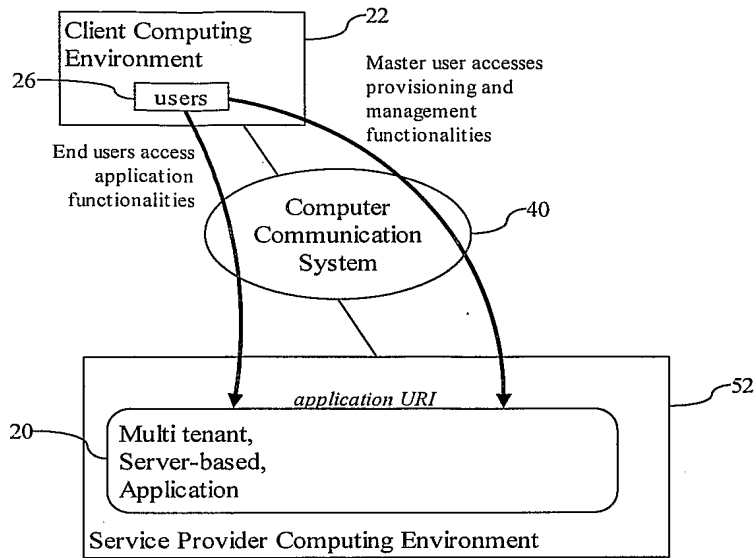 Client Computing
Environment
22
26
users
Master user accesses
provisioning and
management
functionalities
End users access
application
functionalities
Computer
Communication
System
40
application URI
52
20
Multi tenant,
Server-based,
Application
Service Provider Computing Environment